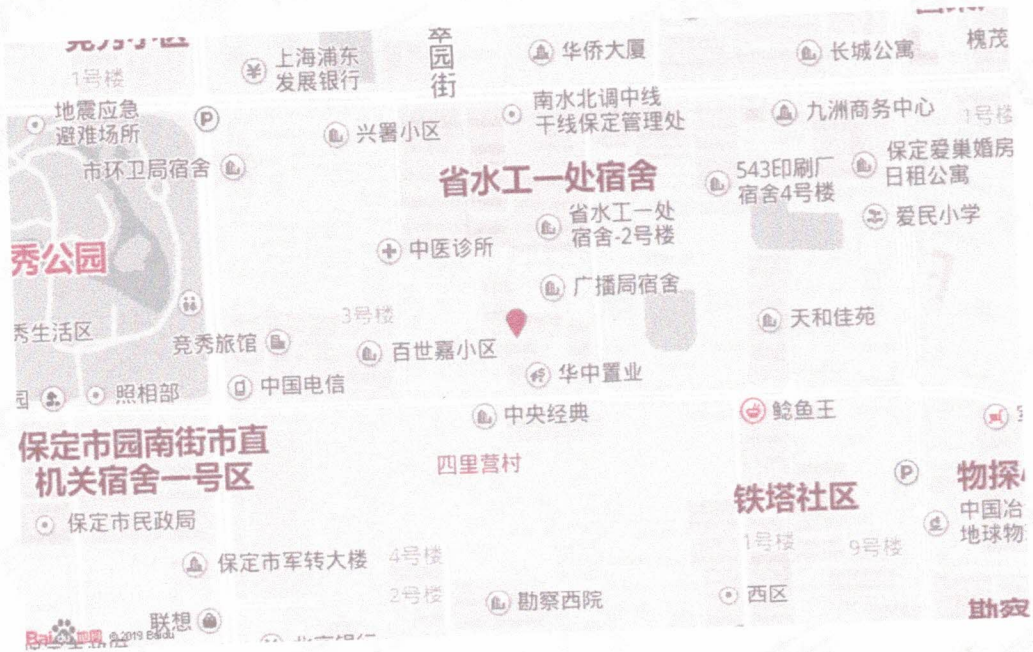 1号楼
上海浦东
发展银行
卒
园
街
华侨大厦
长城公寓
槐茂
地震应急
避难场所
兴署小区
南水北调中线
干线保定管理处
九洲商务中心
1号楼
市环卫局宿舍
省水工一处宿舍
543印刷厂
宿舍4号楼
保定爱巢婚房
日租公寓
省水工一处
宿舍-2号楼
爱民小学
秀公园
中医诊所
广播局宿舍
3号楼
天和佳苑
秀生活区
竞秀旅馆
百世嘉小区
华中置业
园
照相部
中国电信
中央经典
鲶鱼王
保定市园南街市直
机关宿舍一号区
四里营村
铁塔社区
物探
中国冶
地球物
保定市民政局
1号楼
9号楼
保定市军转大楼
4号楼
2号楼
勘察西院
西区
勘察
联想
Bai 地图 © 2019 Baidu